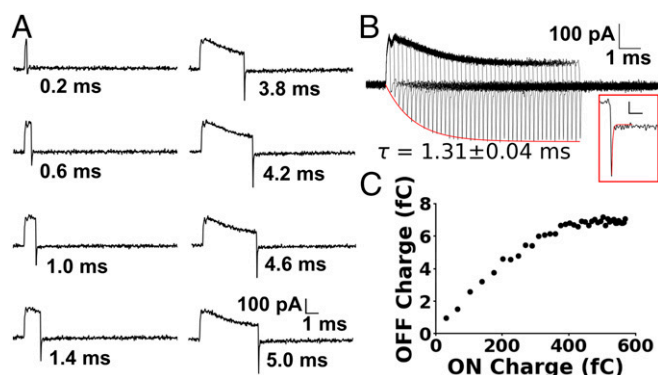 A
0.2 ms
0.6 ms
1.0 ms
1.4 ms
3.8 ms
4.2 ms
4.6 ms
100 pA
1 ms
5.0 ms
B
100 pA
1 ms
τ = 1.31±0.04 ms
C
OFF Charge (fC)
8
6
4
2
0
0 200 400 600
ON Charge (fC)